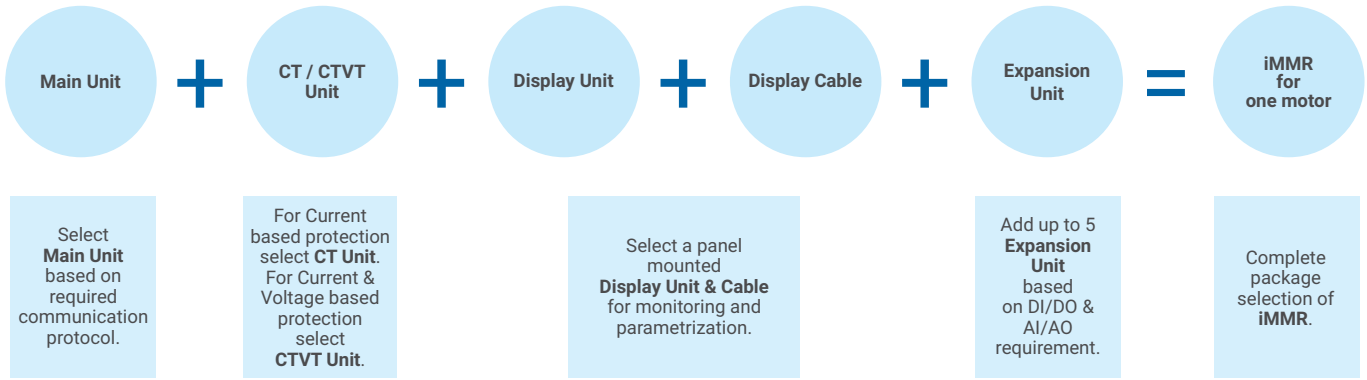 Main Unit
CT / CTVT
Unit
Display Unit
Display Cable
Expansion
Unit
iMMR
for
one motor
Select
Main Unit
based on
required
communication
protocol.
For Current
based protection
select CT Unit.
For Current &
Voltage based
protection
select
CTVT Unit.
Select a panel
mounted
Display Unit & Cable
for monitoring and
parametrization.
Add up to 5
Expansion
Unit
based
on DI/DO &
AI/AO
requirement.
Complete
package
selection of
iMMR.